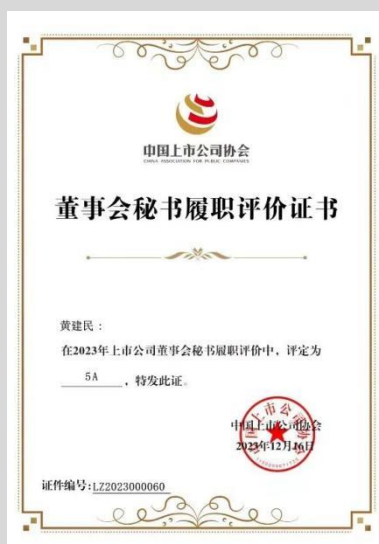 中国上市公司协会
CHINA ASSOCIATION FOR PUBLIC COMPANIES
董事会秘书履职评价证书
黄建民：
在2023年上市公司董事会秘书履职评价中，评定为
5A，特发此证。
中国上市公司协会
2023年12月16日
证件编号:LZ2023000060